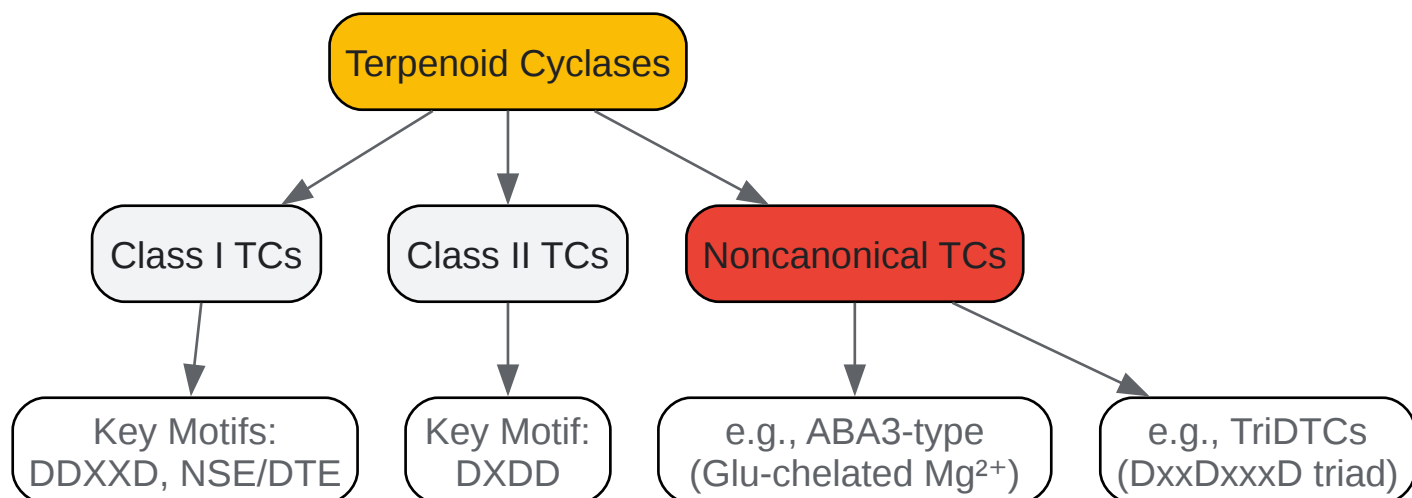 Terpenoid Cyclases
Class I TCs
Class II TCs
Noncanonical TCs
Key Motifs:
DDXXD, NSE/DTE
Key Motif:
DXDD
e.g., ABA3-type
(Glu-chelated Mg²⁺)
e.g., TriDTCs
(DxxDxxxD triad)